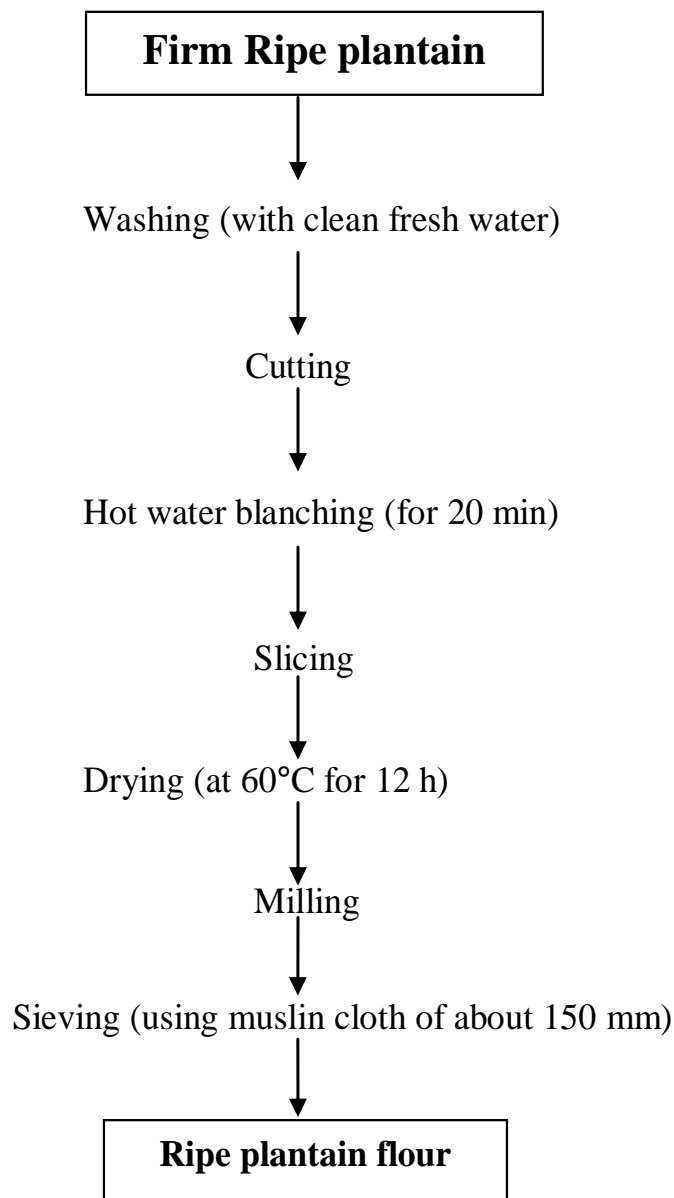 Firm Ripe plantain
Washing (with clean fresh water)
Cutting
Hot water blanching (for 20 min)
Slicing
Drying (at 60°C for 12 h)
Milling
Sieving (using muslin cloth of about 150 mm)
Ripe plantain flour